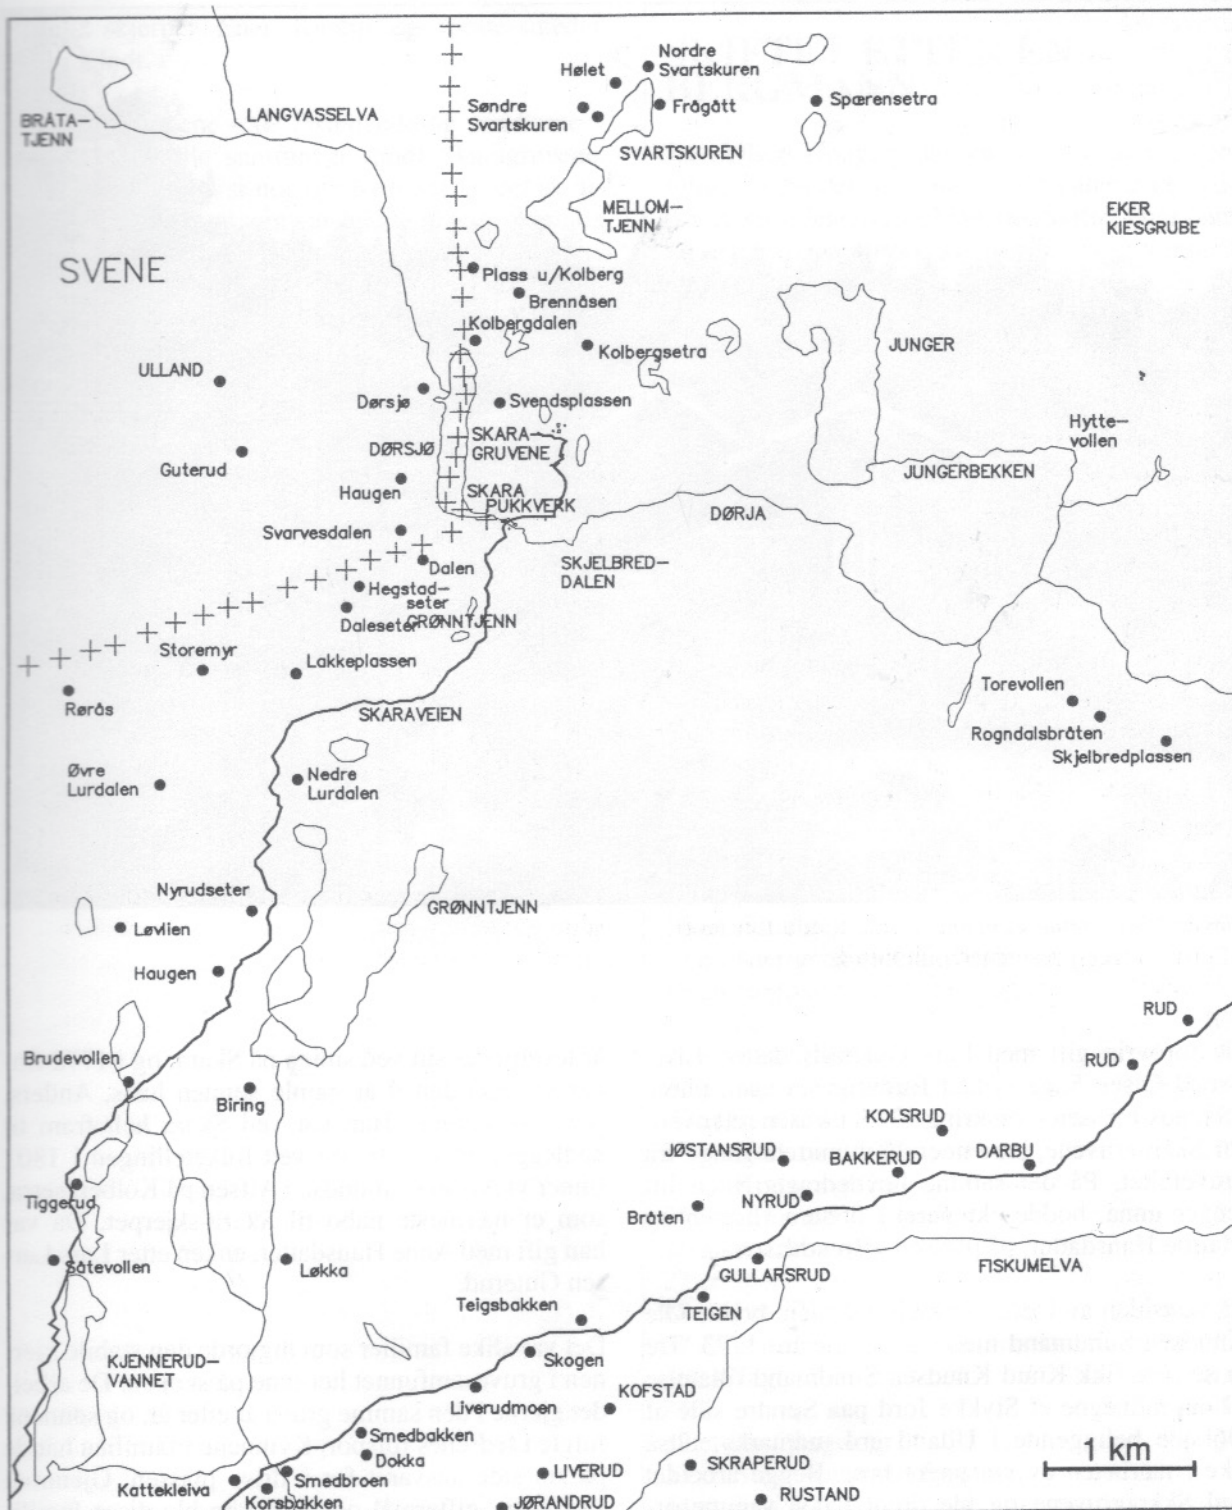 Nordre
Svartskuren
Hølet
Søndre
Svartskuren
Frågått
Spærensetra
BRÅTA-
TJENN
LANGVASSELVA
SVARTSKUREN
MELLOM-
TJENN
EKER
KIESGRUBE
SVENE
Plass u/Kolberg
Brennåsen
Kolbergdalen
Kolbergsetra
JUNGER
ULLAND
Dørsjø
Svendsplassen
Hytte-
vollen
DØRSJØ
SKARA-
GRUVENE
Guterud
JUNGERBEKKEN
Haugen
SKARA
PUKKVERK
DØRJA
Svarvesdalen
SKJELBRED-
DALEN
Dalen
Hegstad-
seter
Daleseter
GRØNNTJENN
Storemyr
Lakkeplassen
Rørås
SKARAVEIEN
Torevollen
Rogndalsbråten
Skjelbredplassen
Øvre
Lurdalen
Nedre
Lurdalen
Nyrudseter
GRØNNTJENN
Løvlien
Haugen
RUD
Brudevollen
RUD
Biring
KOLSRUD
JØSTANSRUD
BAKKERUD
DARBU
Tiggerud
NYRUD
Bråten
Såtevollen
Løkka
GULLARSRUD
FISKUMELVA
TEIGEN
Teigsbakken
Skogen
KJENNERUD-
VANNET
Liverudmoen
KOFSTAD
Smedbakken
Dokka
1 km
Kattekleiva
Smedbroen
LIVERUD
SKRAPERUD
Korsbakken
JØRANDRUD
RUSTAND